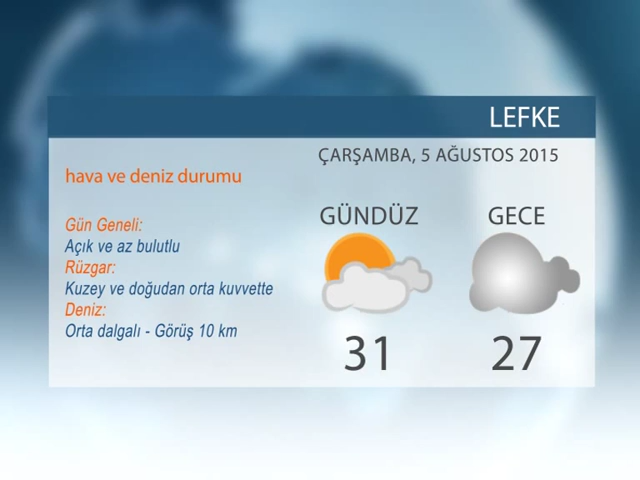 LEFKE
ÇARŞAMBA, 5 AĞUSTOS 2015
hava ve deniz durumu
Gün Geneli:
Açık ve az bulutlu
Rüzgar:
Kuzey ve doğudan orta kuvvette
Deniz:
Orta dalgalı - Görüş 10 km
GÜNDÜZ
GECE
31
27